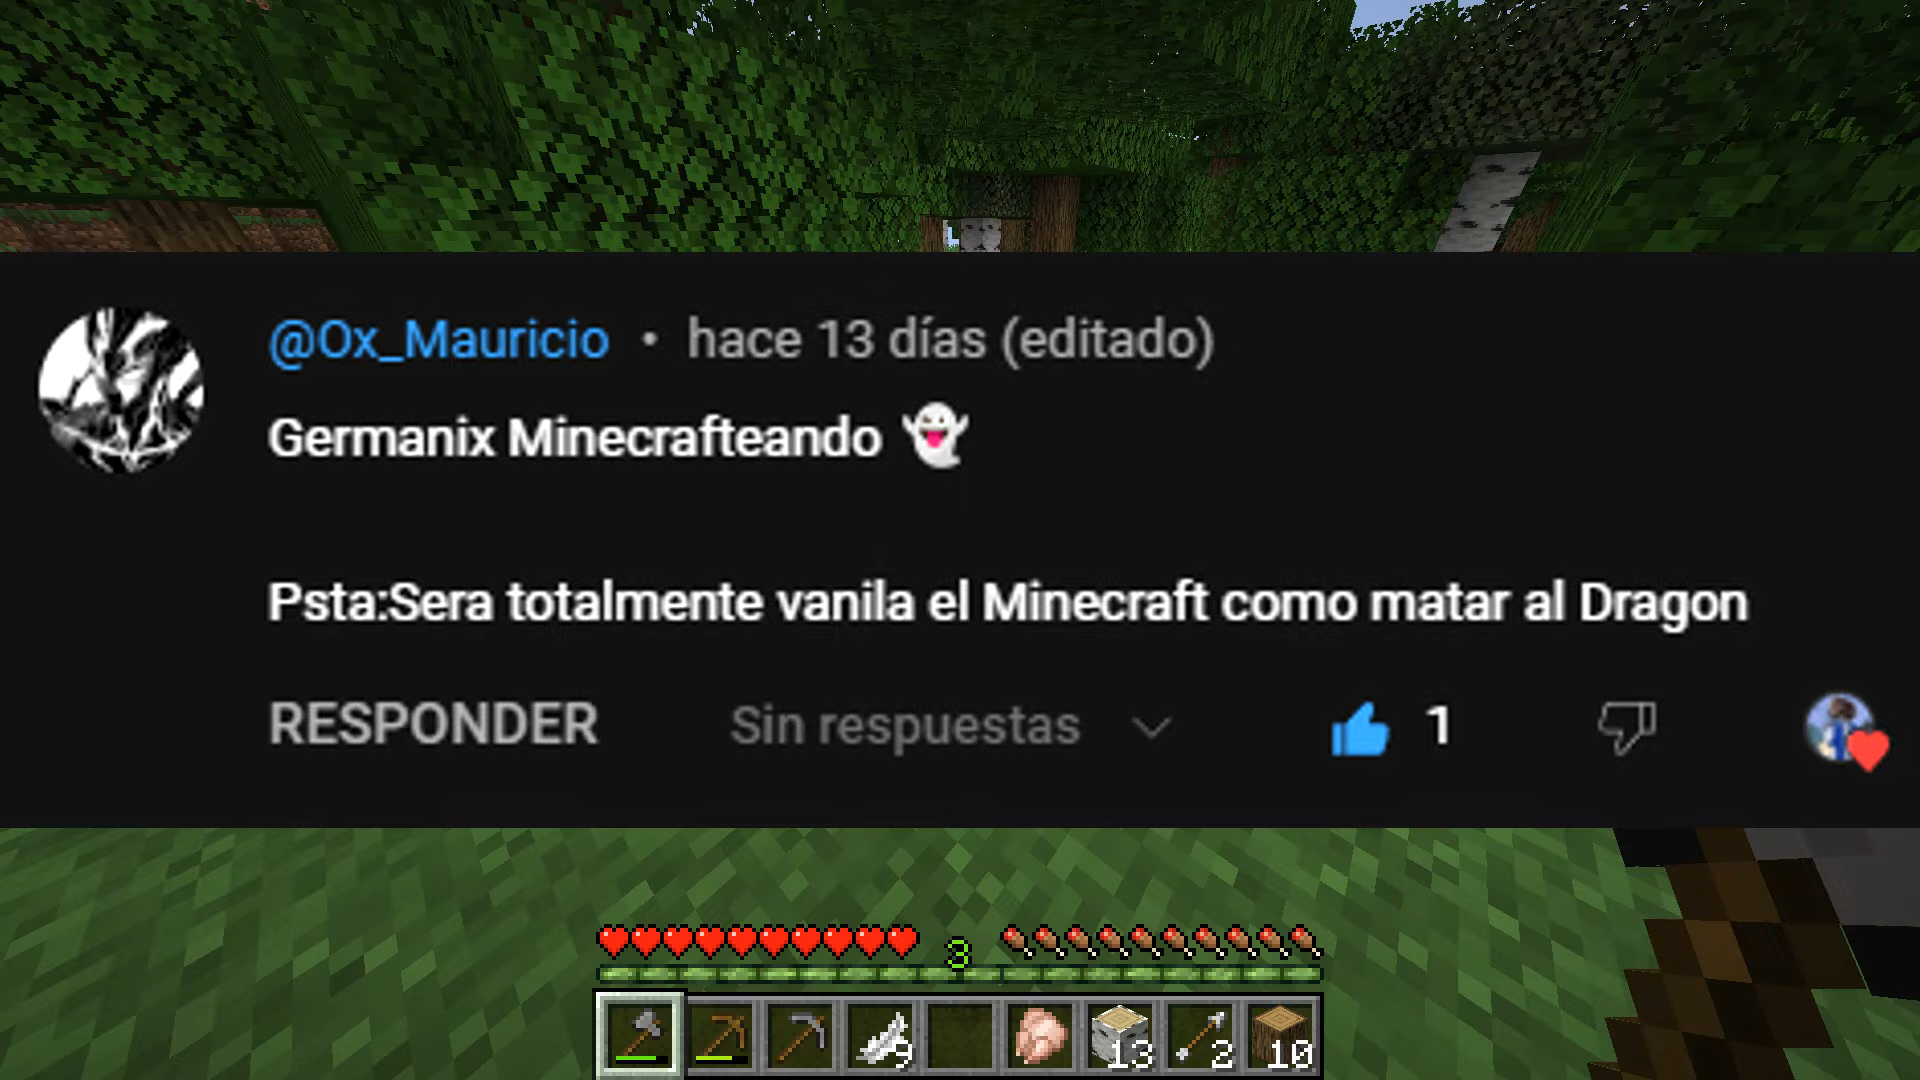 @Ox_Mauricio • hace 13 días (editado)
Germanix Minecrafteando 👻
Psta:Sera totalmente vanila el Minecraft como matar al Dragon
RESPONDER Sin respuestas 1
3
9 13 2 10